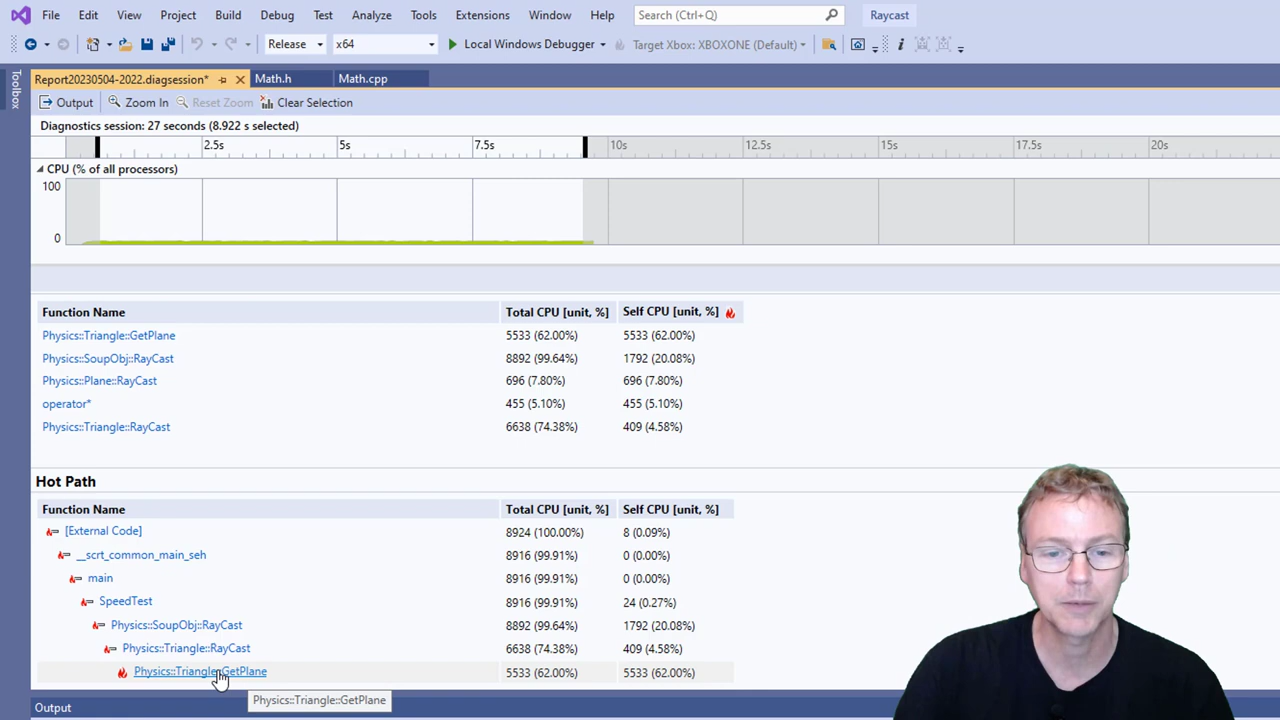 File Edit View Project Build Debug Test Analyze Tools Extensions Window Help Search (Ctrl+Q) Raycast
Release x64 Local Windows Debugger Target Xbox: XBOXONE (Default)
Toolbox
Report20230504-2022.diagsession* Math.h Math.cpp
Output Zoom In Reset Zoom Clear Selection
Diagnostics session: 27 seconds (8.922 s selected)
2.5s 5s 7.5s 10s 12.5s 15s 17.5s 20s
CPU (% of all processors)
100
0
Function Name Total CPU [unit, %] Self CPU [unit, %]
Physics::Triangle::GetPlane 5533 (62.00%) 5533 (62.00%)
Physics::SoupObj::RayCast 8892 (99.64%) 1792 (20.08%)
Physics::Plane::RayCast 696 (7.80%) 696 (7.80%)
operator* 455 (5.10%) 455 (5.10%)
Physics::Triangle::RayCast 6638 (74.38%) 409 (4.58%)
Hot Path
Function Name Total CPU [unit, %] Self CPU [unit, %]
[External Code] 8924 (100.00%) 8 (0.09%)
__scrt_common_main_seh 8916 (99.91%) 0 (0.00%)
main 8916 (99.91%) 0 (0.00%)
SpeedTest 8916 (99.91%) 24 (0.27%)
Physics::SoupObj::RayCast 8892 (99.64%) 1792 (20.08%)
Physics::Triangle::RayCast 6638 (74.38%) 409 (4.58%)
Physics::Triangle::GetPlane 5533 (62.00%) 5533 (62.00%)
Physics::Triangle::GetPlane
Output